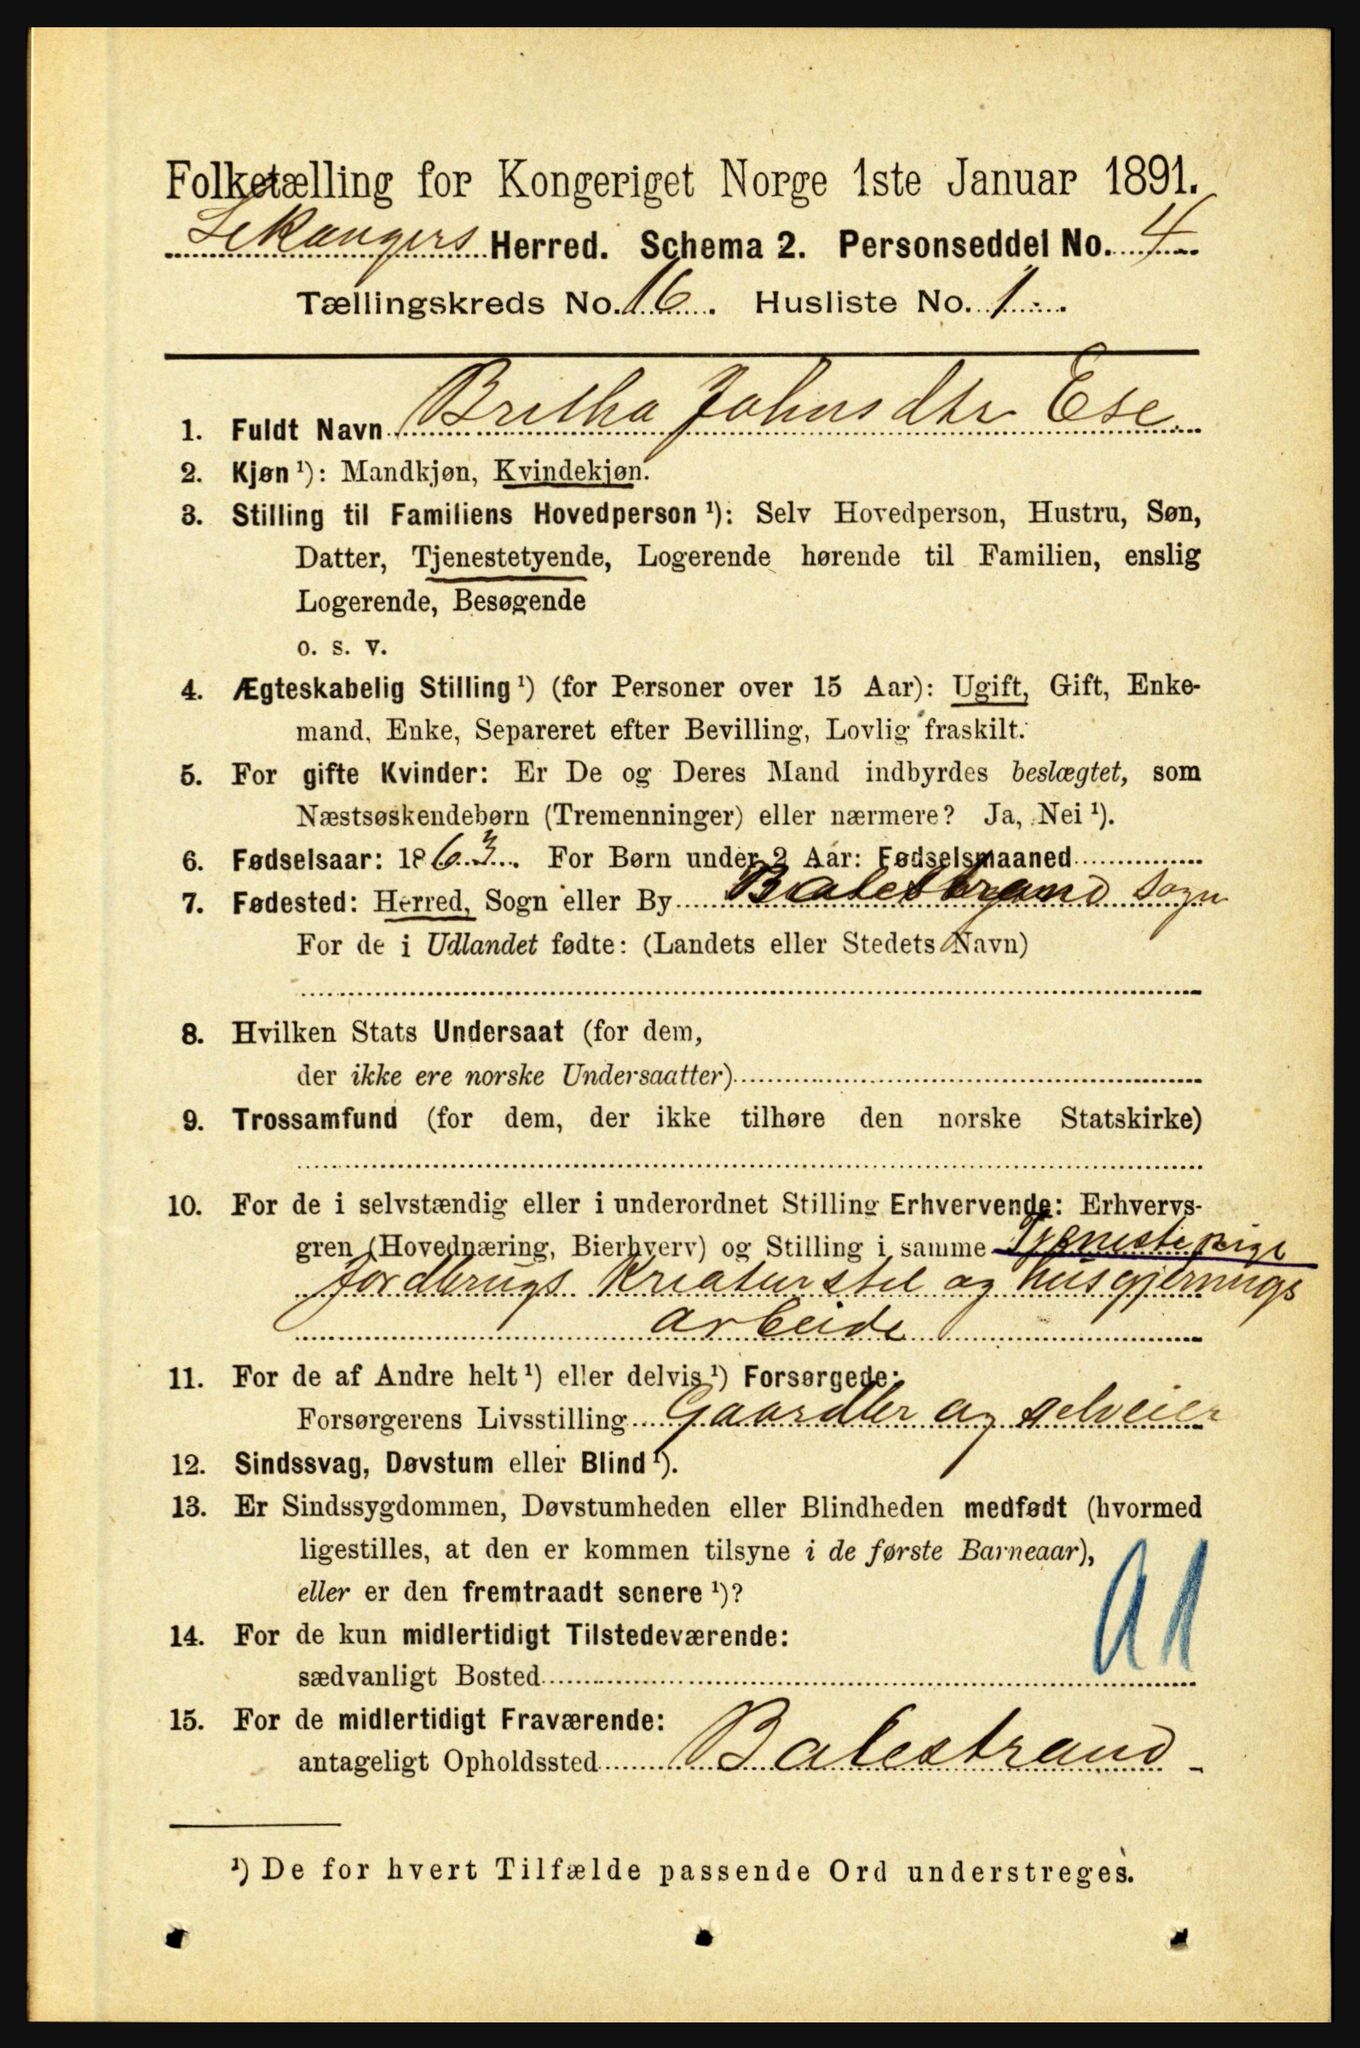 Folketælling for Kongeriget Norge 1ste Januar 1891.
Lekangers Herred. Schema 2. Personseddel No. 4
Tællingskreds No. 16. Husliste No. 1.
1. Fuldt Navn Britha Johnsdtr Ese.
2. Kjøn ¹): Mandkjøn, Kvindekjøn.
3. Stilling til Familiens Hovedperson ¹): Selv Hovedperson, Hustru, Søn,
Datter, Tjenestetyende, Logerende hørende til Familien, enslig
Logerende, Besøgende
o. s. v.
4. Ægteskabelig Stilling ¹) (for Personer over 15 Aar): Ugift, Gift, Enke-
mand, Enke, Separeret efter Bevilling, Lovlig fraskilt.
5. For gifte Kvinder: Er De og Deres Mand indbyrdes beslægtet, som
Næstsøskendebørn (Tremenninger) eller nærmere? Ja, Nei ¹).
6. Fødselsaar: 1863. For Børn under 2 Aar: Fødselsmaaned
7. Fødested: Herred, Sogn eller By Balestrand Sogn
For de i Udlandet fødte: (Landets eller Stedets Navn)
8. Hvilken Stats Undersaat (for dem,
der ikke ere norske Undersaatter)
9. Trossamfund (for dem, der ikke tilhøre den norske Statskirke)
10. For de i selvstændig eller i underordnet Stilling Erhvervende: Erhvervs-
gren (Hovednæring, Bierhverv) og Stilling i samme Tjenestepige
Jordbrugs Kreaturstel og husgjernings
arbeide
11. For de af Andre helt ¹) eller delvis ¹) Forsørgede:
Forsørgerens Livsstilling Gaardbr og selveier
12. Sindssvag, Døvstum eller Blind ¹).
13. Er Sindssygdommen, Døvstumheden eller Blindheden medfødt (hvormed
ligestilles, at den er kommen tilsyne i de første Barneaar),
eller er den fremtraadt senere ¹)?
14. For de kun midlertidigt Tilstedeværende:
sædvanligt Bosted
15. For de midlertidigt Fraværende:
antageligt Opholdssted Balestrand
¹) De for hvert Tilfælde passende Ord understreges.